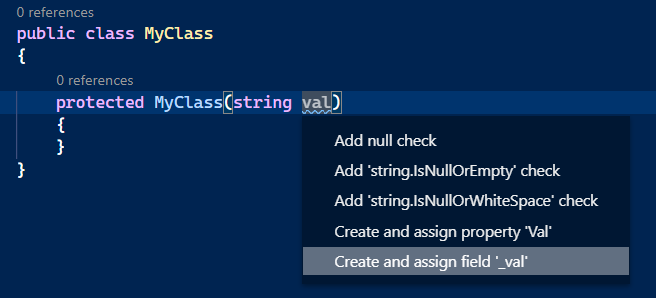 0 references
public class MyClass
{
0 references
protected MyClass(string val)
{
}
}
Add null check
Add 'string.IsNullOrEmpty' check
Add 'string.IsNullOrWhiteSpace' check
Create and assign property 'Val'
Create and assign field '_val'